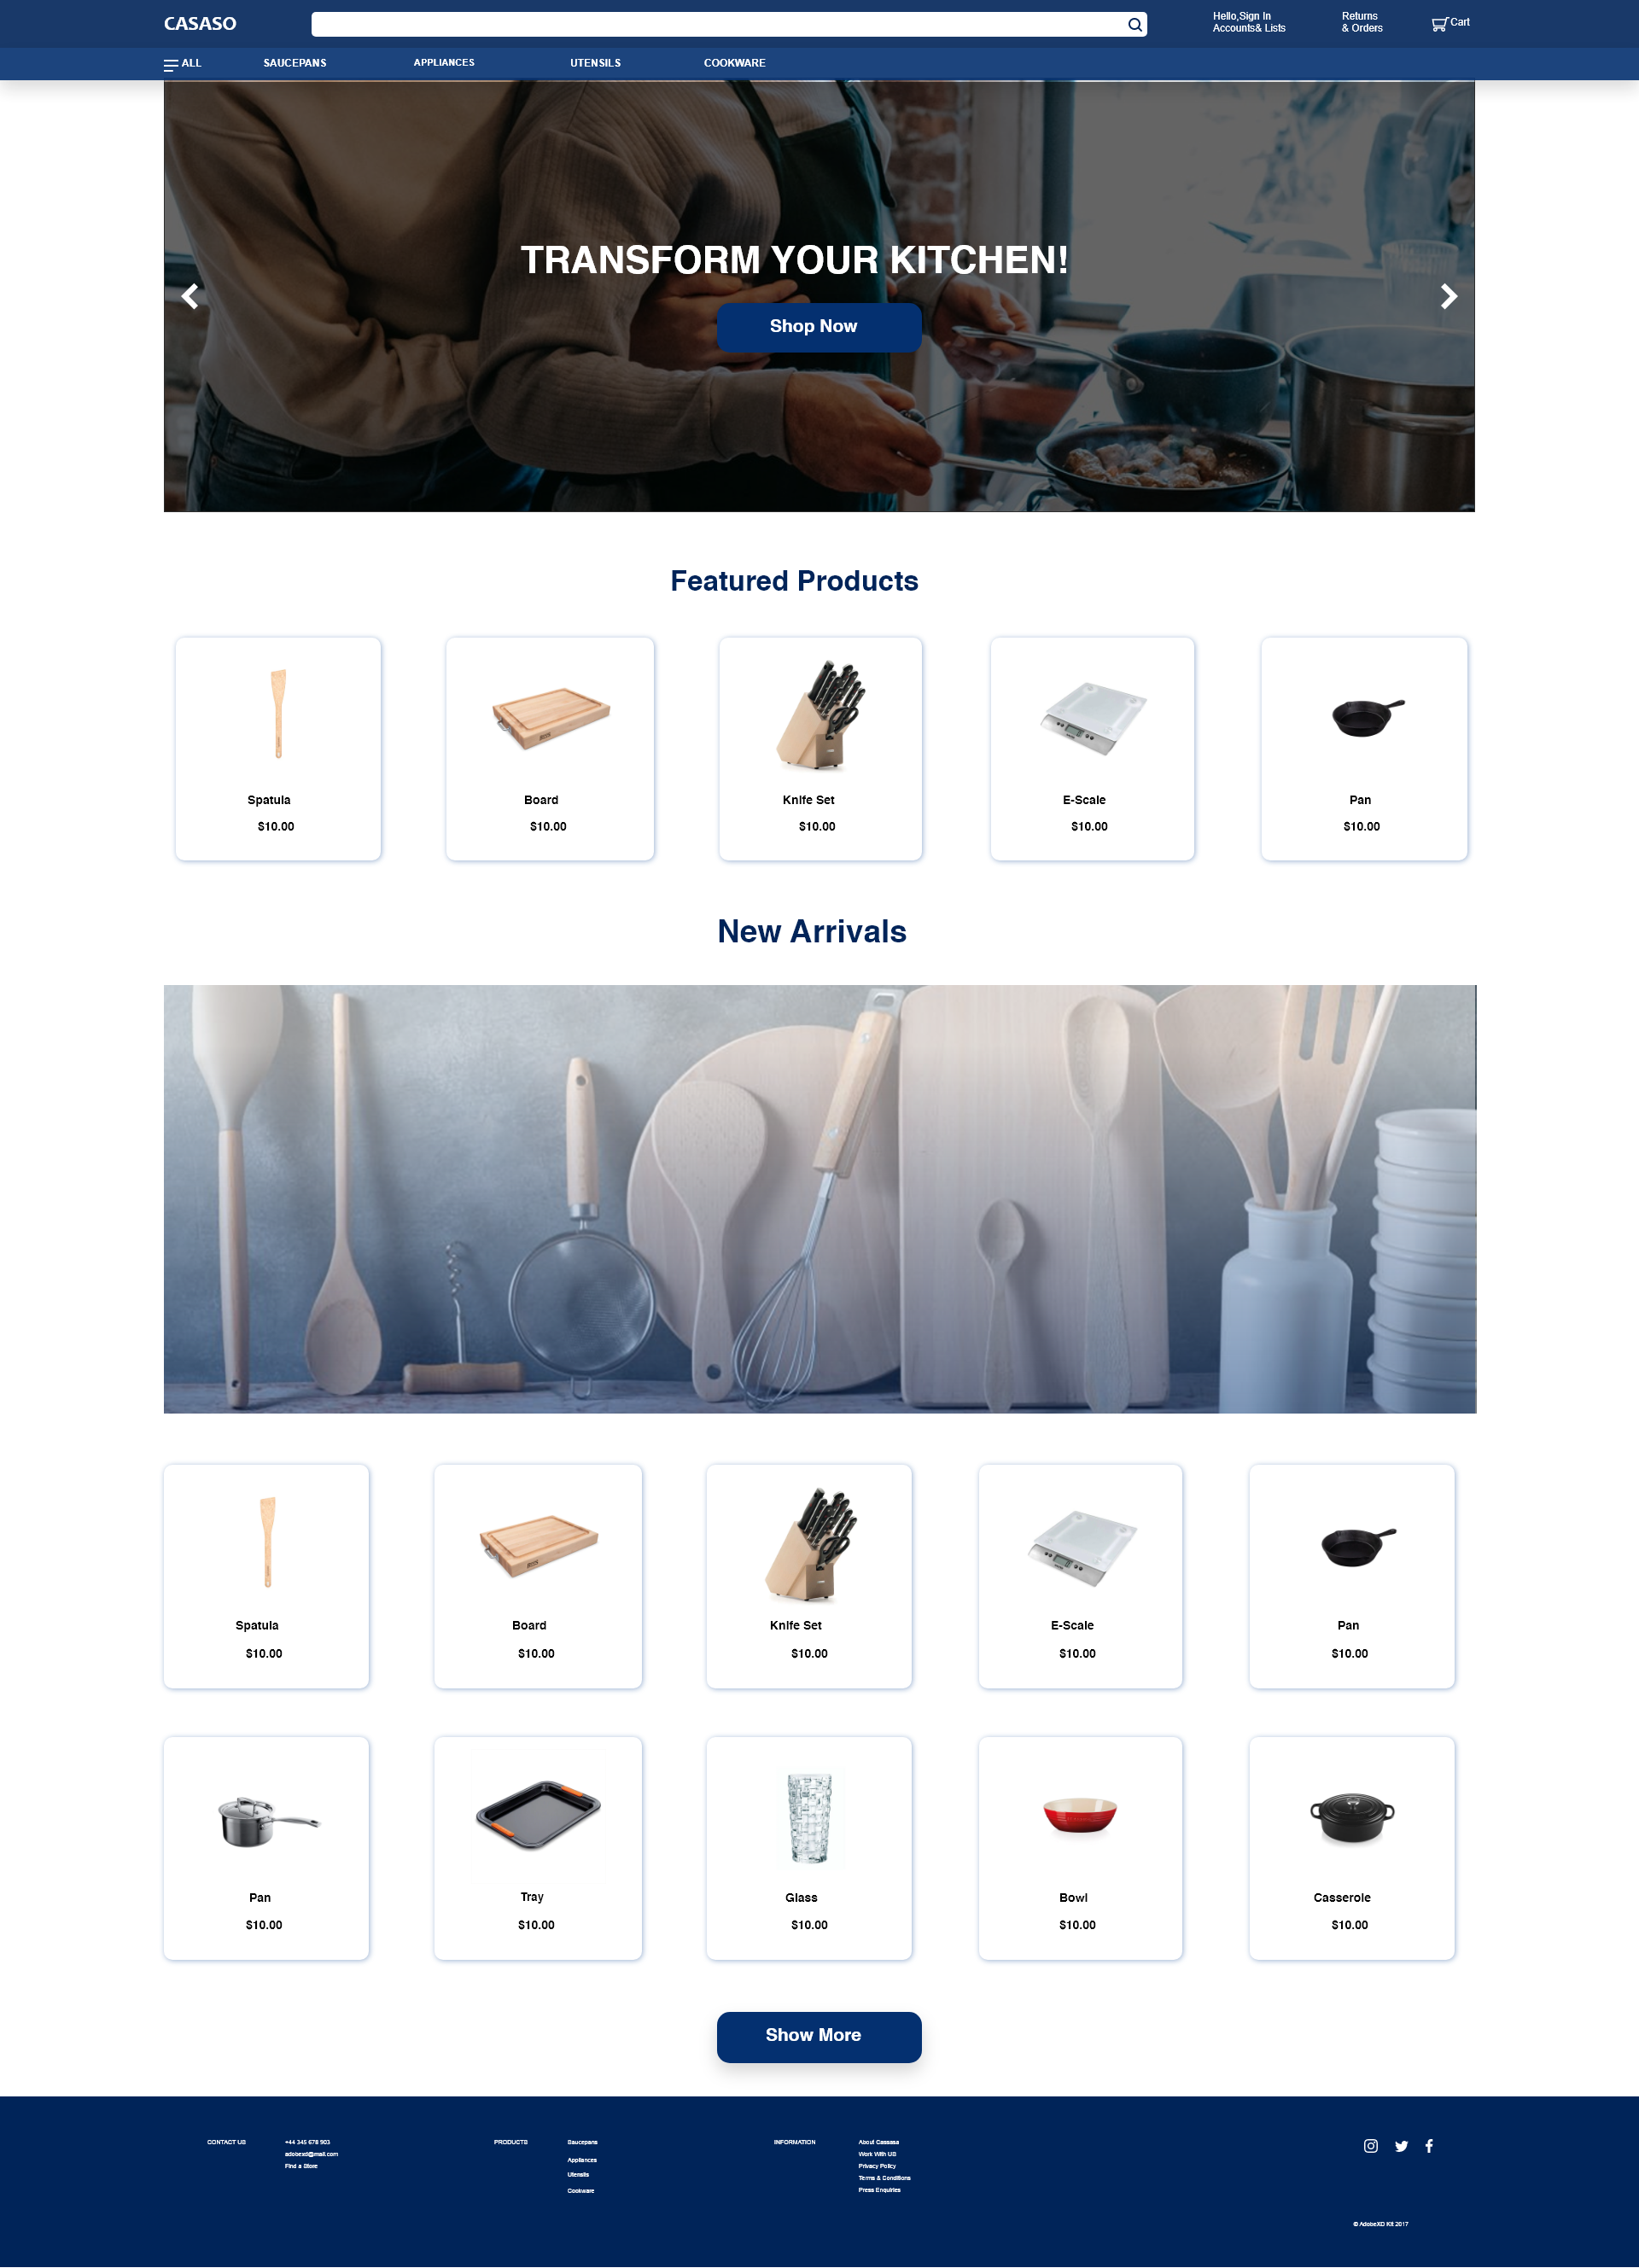 CASASO
Hello,Sign In
Accounts& Lists
Returns
& Orders
Cart
ALL
SAUCEPANS
APPLIANCES
UTENSILS
COOKWARE
TRANSFORM YOUR KITCHEN!
Shop Now
Featured Products
Spatula
$10.00
Board
$10.00
Knife Set
$10.00
E-Scale
$10.00
Pan
$10.00
New Arrivals
Spatula
$10.00
Board
$10.00
Knife Set
$10.00
E-Scale
$10.00
Pan
$10.00
Pan
$10.00
Tray
$10.00
Glass
$10.00
Bowl
$10.00
Casserole
$10.00
Show More
CONTACT US
+44 345 678 903
adobexd@mail.com
Find a Store
PRODUCTS
Saucepans
Appliances
Utensils
Cookware
INFORMATION
About Cassasa
Work With US
Privacy Policy
Terms & Conditions
Press Enquiries
© AdobeXD Kit 2017